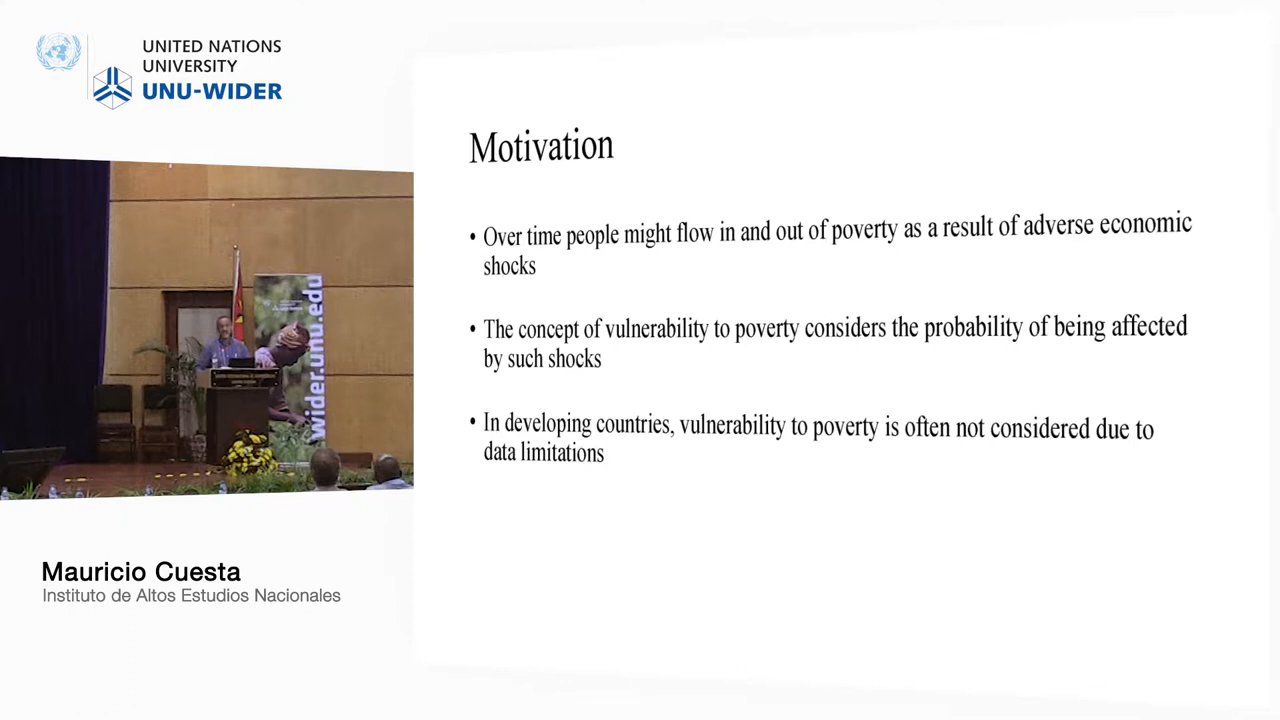 UNITED NATIONS
UNIVERSITY
UNU-WIDER
Motivation
• Over time people might flow in and out of poverty as a result of adverse economic
shocks
• The concept of vulnerability to poverty considers the probability of being affected
by such shocks
• In developing countries, vulnerability to poverty is often not considered due to
data limitations
wider.unu.edu
Mauricio Cuesta
Instituto de Altos Estudios Nacionales